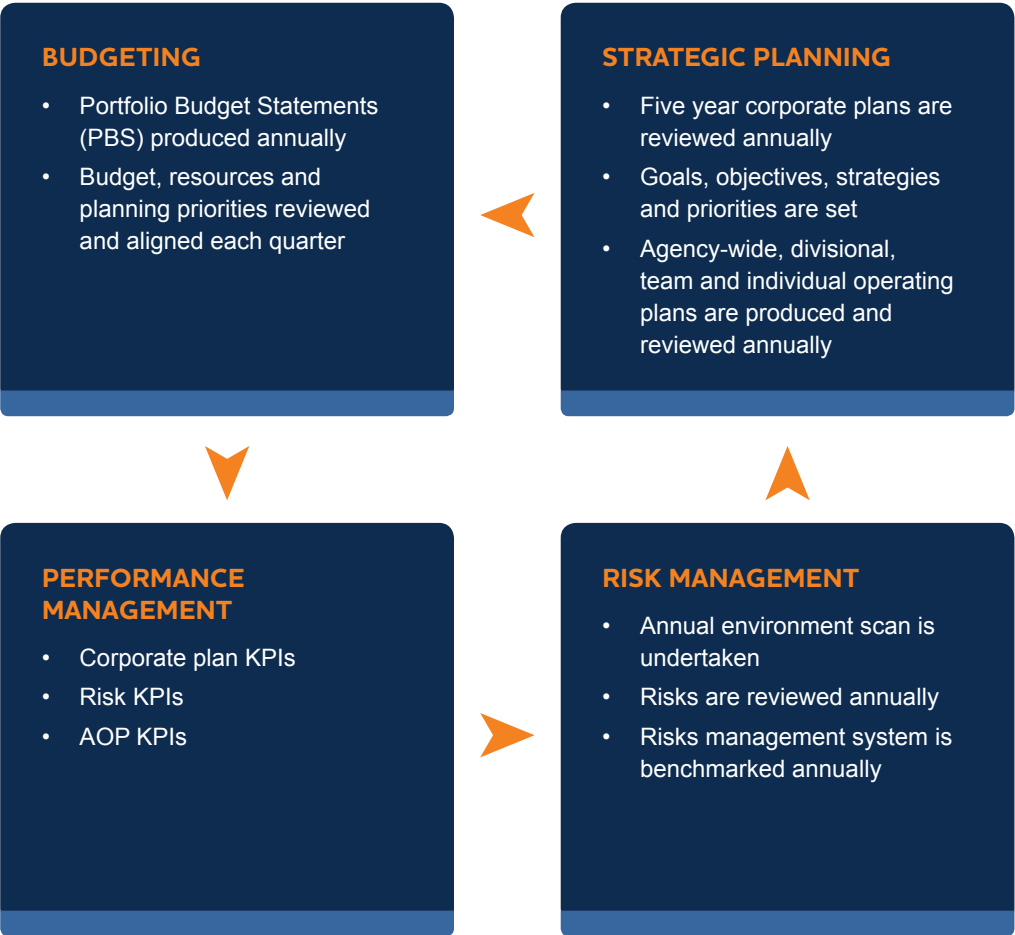 BUDGETING
• Portfolio Budget Statements
(PBS) produced annually
• Budget, resources and
planning priorities reviewed
and aligned each quarter
STRATEGIC PLANNING
• Five year corporate plans are
reviewed annually
• Goals, objectives, strategies
and priorities are set
• Agency-wide, divisional,
team and individual operating
plans are produced and
reviewed annually
PERFORMANCE
MANAGEMENT
• Corporate plan KPIs
• Risk KPIs
• AOP KPIs
RISK MANAGEMENT
• Annual environment scan is
undertaken
• Risks are reviewed annually
• Risks management system is
benchmarked annually